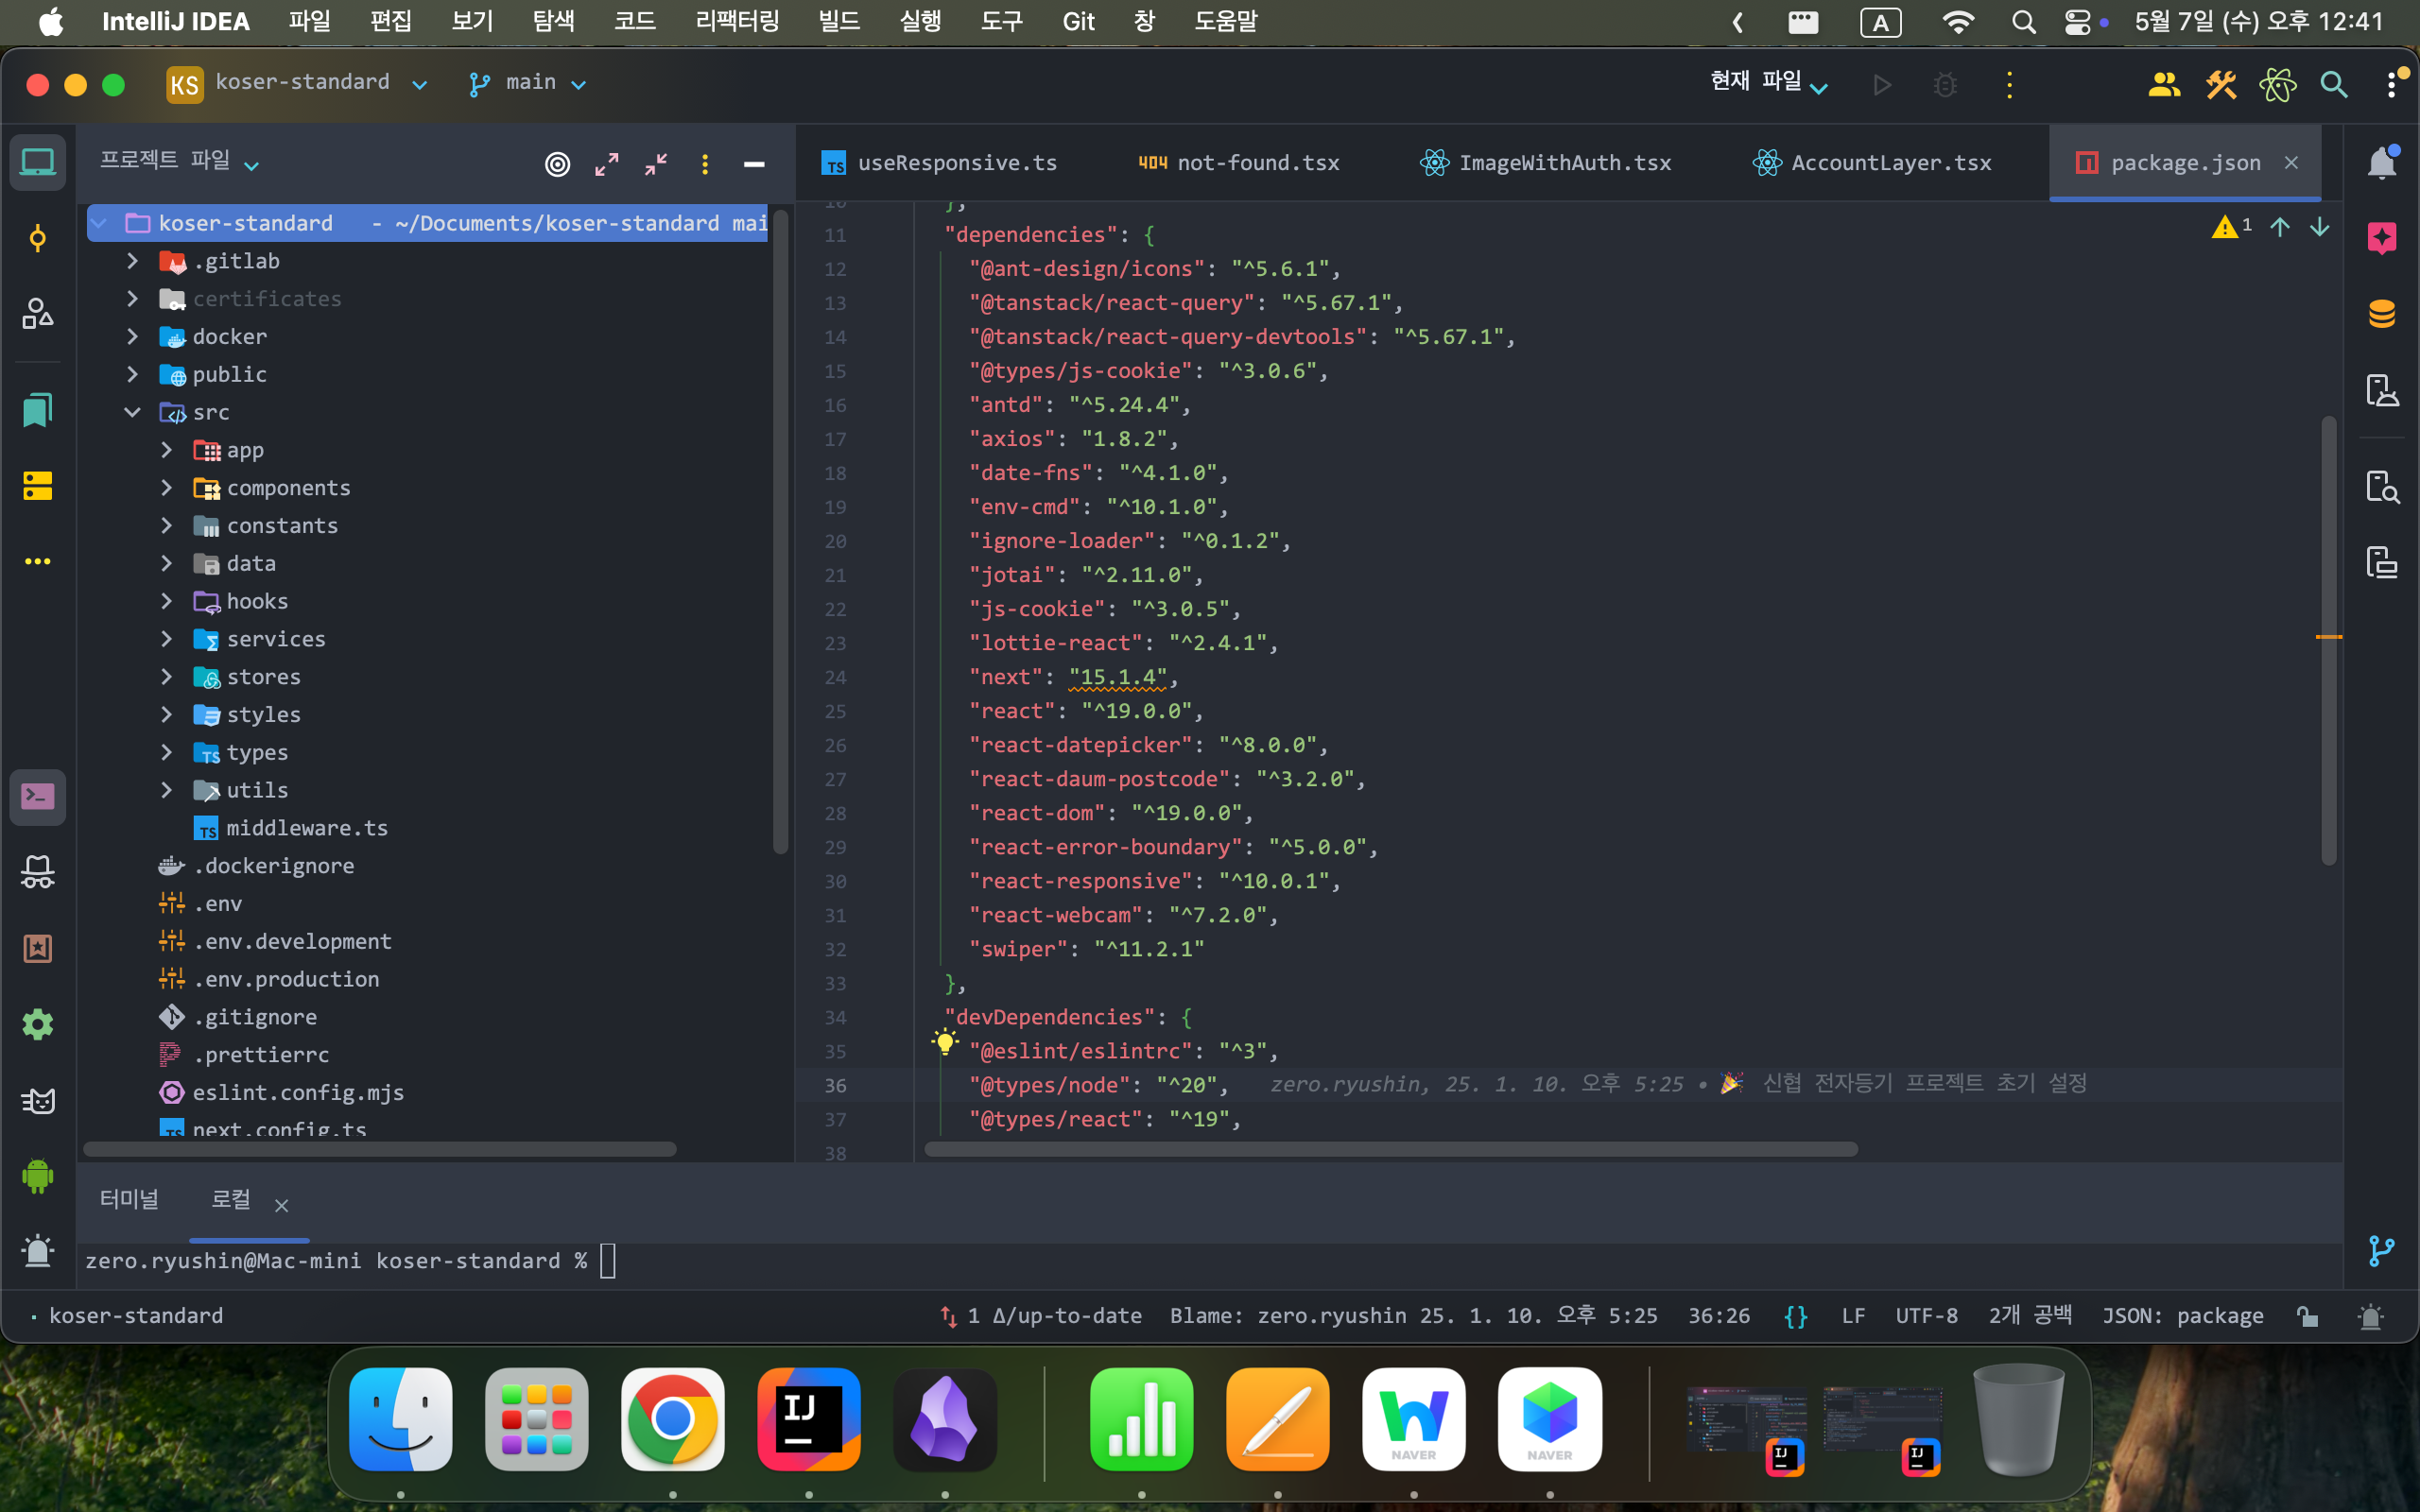 IntelliJ IDEA 파일 편집 보기 탐색 코드 리팩터링 빌드 실행 도구 Git 창 도움말 A 5월 7일 (수) 오후 12:41
KS koser-standard main 현재 파일
프로젝트 파일
useResponsive.ts not-found.tsx ImageWithAuth.tsx AccountLayer.tsx package.json
koser-standard - ~/Documents/koser-standard mai
.gitlab
certificates
docker
public
src
app
components
constants
data
hooks
services
stores
styles
types
utils
middleware.ts
.dockerignore
.env
.env.development
.env.production
.gitignore
.prettierrc
eslint.config.mjs
next.config.ts
1
10 },
11 "dependencies": {
12 "@ant-design/icons": "^5.6.1",
13 "@tanstack/react-query": "^5.67.1",
14 "@tanstack/react-query-devtools": "^5.67.1",
15 "@types/js-cookie": "^3.0.6",
16 "antd": "^5.24.4",
17 "axios": "1.8.2",
18 "date-fns": "^4.1.0",
19 "env-cmd": "^10.1.0",
20 "ignore-loader": "^0.1.2",
21 "jotai": "^2.11.0",
22 "js-cookie": "^3.0.5",
23 "lottie-react": "^2.4.1",
24 "next": "15.1.4",
25 "react": "^19.0.0",
26 "react-datepicker": "^8.0.0",
27 "react-daum-postcode": "^3.2.0",
28 "react-dom": "^19.0.0",
29 "react-error-boundary": "^5.0.0",
30 "react-responsive": "^10.0.1",
31 "react-webcam": "^7.2.0",
32 "swiper": "^11.2.1"
33 },
34 "devDependencies": {
35 "@eslint/eslintrc": "^3",
36 "@types/node": "^20", zero.ryushin, 25. 1. 10. 오후 5:25 • 🎉 신협 전자등기 프로젝트 초기 설정
37 "@types/react": "^19",
38
터미널 로컬
zero.ryushin@Mac-mini koser-standard %
koser-standard 1 Δ/up-to-date Blame: zero.ryushin 25. 1. 10. 오후 5:25 36:26 {} LF UTF-8 2개 공백 JSON: package
IJ
NAVER
NAVER
IJ
IJ